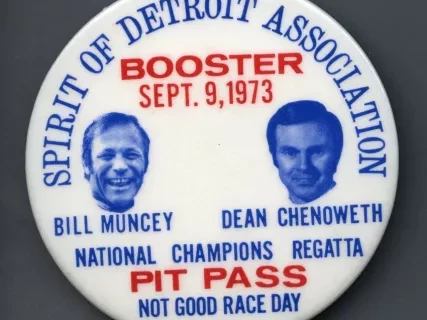 SPIRIT OF DETROIT ASSOCIATION
BOOSTER
SEPT. 9, 1973
BILL MUNCEY DEAN CHENOWETH
NATIONAL CHAMPIONS REGATTA
PIT PASS
NOT GOOD RACE DAY